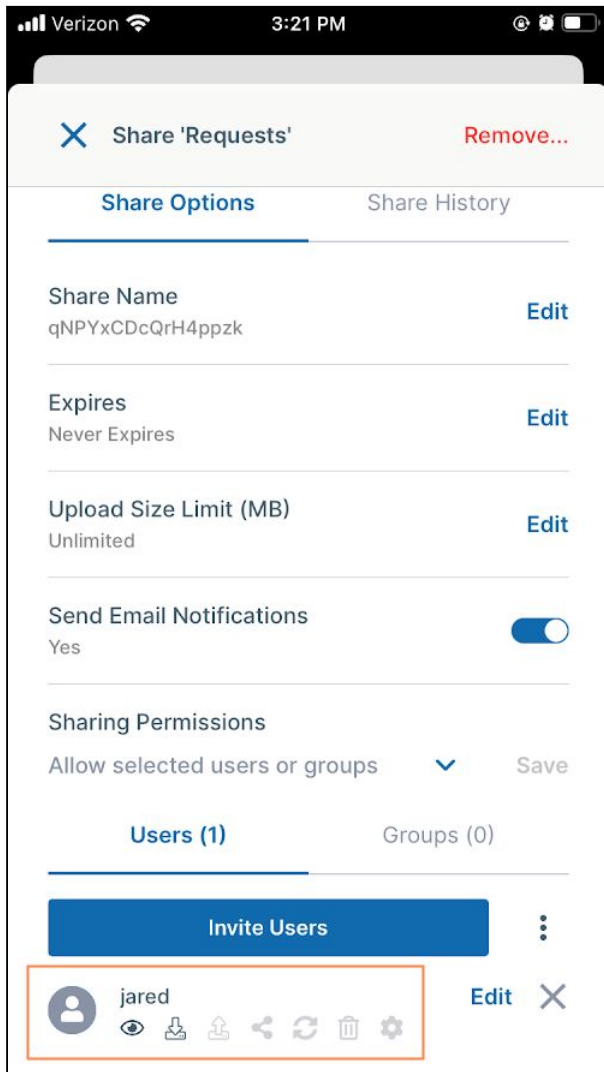 Verizon 3:21 PM
Share 'Requests' Remove...
Share Options Share History
Share Name
qNPYxCDcQrH4ppzk
Edit
Expires
Never Expires
Edit
Upload Size Limit (MB)
Unlimited
Edit
Send Email Notifications
Yes
Sharing Permissions
Allow selected users or groups Save
Users (1) Groups (0)
Invite Users
jared
Edit